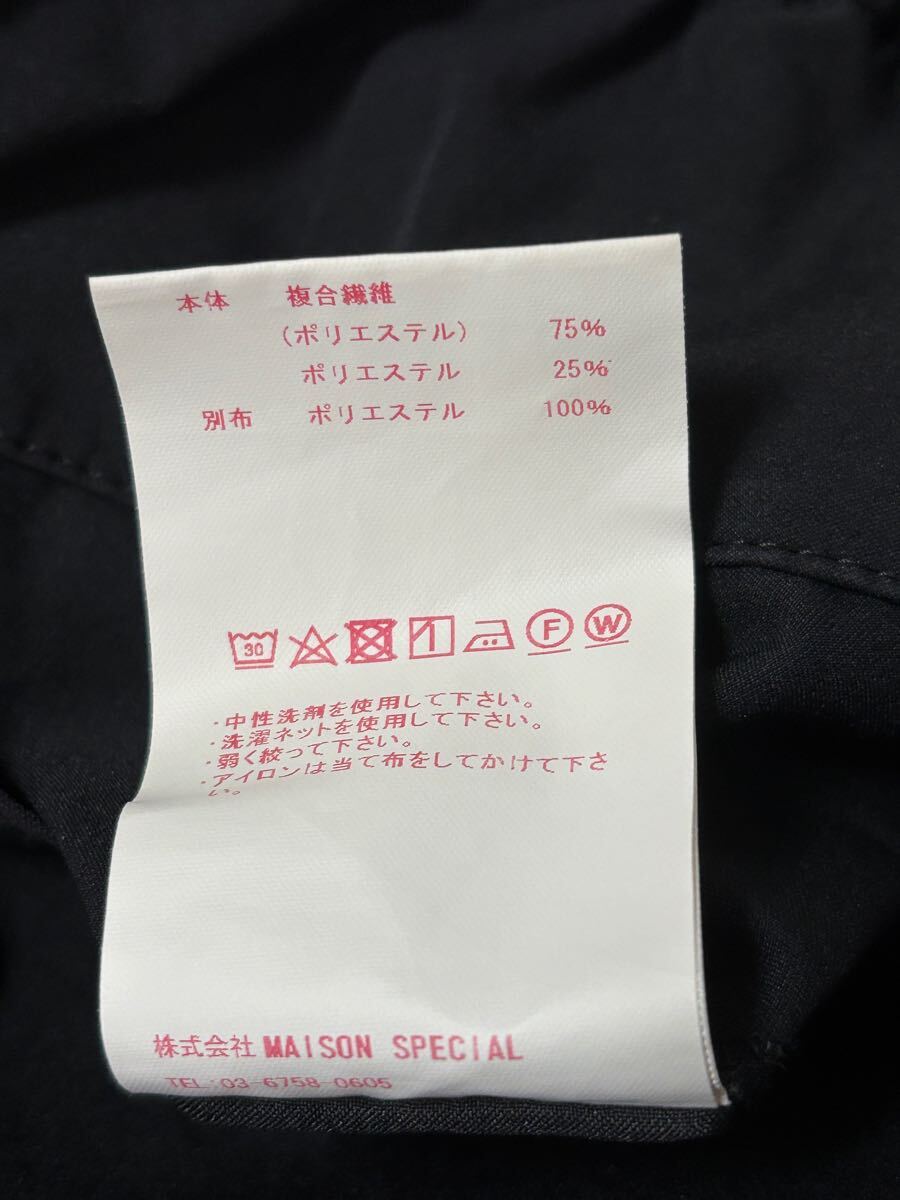 本体 複合繊維
(ポリエステル) 75%
ポリエステル 25%
別布 ポリエステル 100%
30 F W
・中性洗剤を使用して下さい。
・洗濯ネットを使用して下さい。
・弱く絞って下さい。
・アイロンは当て布をしてかけて下さ
い。
株式会社 MAISON SPECIAL
TEL:03-6758-0605